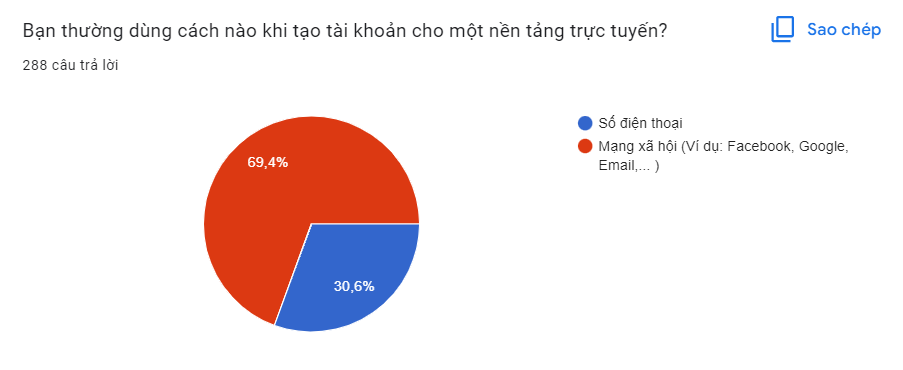 Bạn thường dùng cách nào khi tạo tài khoản cho một nền tảng trực tuyến?
Sao chép
288 câu trả lời
Số điện thoại
Mạng xã hội (Ví dụ: Facebook, Google,
Email,... )
69,4%
30,6%